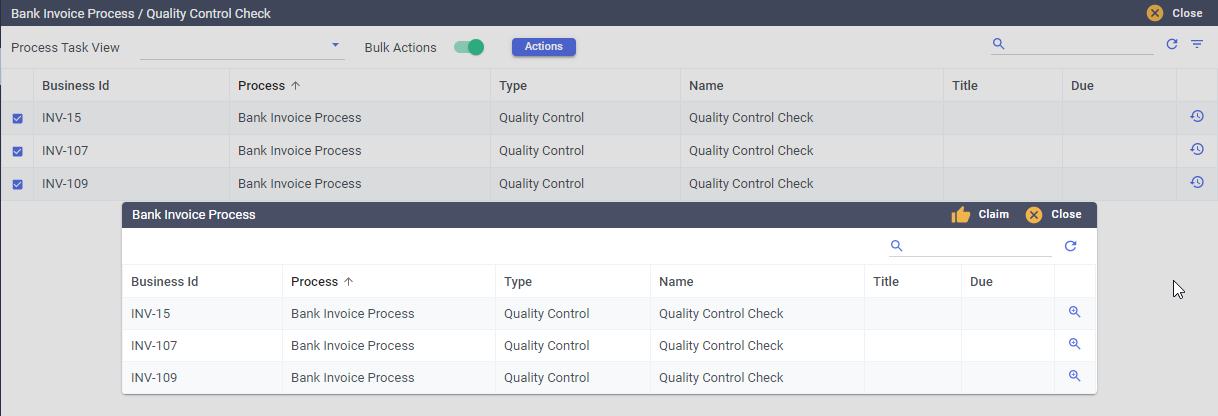 Bank Invoice Process / Quality Control Check Close
Process Task View Bulk Actions Actions
Business Id Process Type Name Title Due
INV-15 Bank Invoice Process Quality Control Quality Control Check
INV-107 Bank Invoice Process Quality Control Quality Control Check
INV-109 Bank Invoice Process Quality Control Quality Control Check
Bank Invoice Process Claim Close
Business Id Process Type Name Title Due
INV-15 Bank Invoice Process Quality Control Quality Control Check
INV-107 Bank Invoice Process Quality Control Quality Control Check
INV-109 Bank Invoice Process Quality Control Quality Control Check